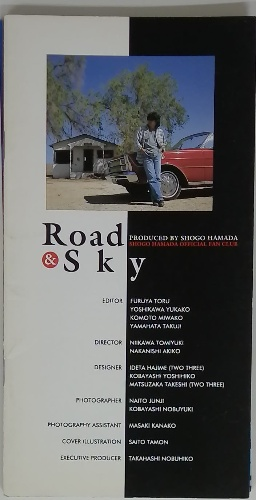 Road
PRODUCED BY SHOGO HAMADA
SHOGO HAMADA OFFICIAL FAN CLUB
& Sky
EDITOR FURUYA TORU
YOSHIKAWA YUKAKO
KOMOTO MIWAKO
YAMAHATA TAKUJI
DIRECTOR NIIKAWA TOMIYUKI
NAKANISHI AKIKO
DESIGNER IDETA HAJIME (TWO THREE)
KOBAYASHI YOSHIHIKO
MATSUZAKA TAKESHI (TWO THREE)
PHOTOGRAPHER NAITO JUNJI
KOBAYASHI NOBUYUKI
PHOTOGRAPHY ASSISTANT MASAKI KANAKO
COVER ILLUSTRATION SAITO TAMON
EXECUTIVE PRODUCER TAKAHASHI NOBUHIKO